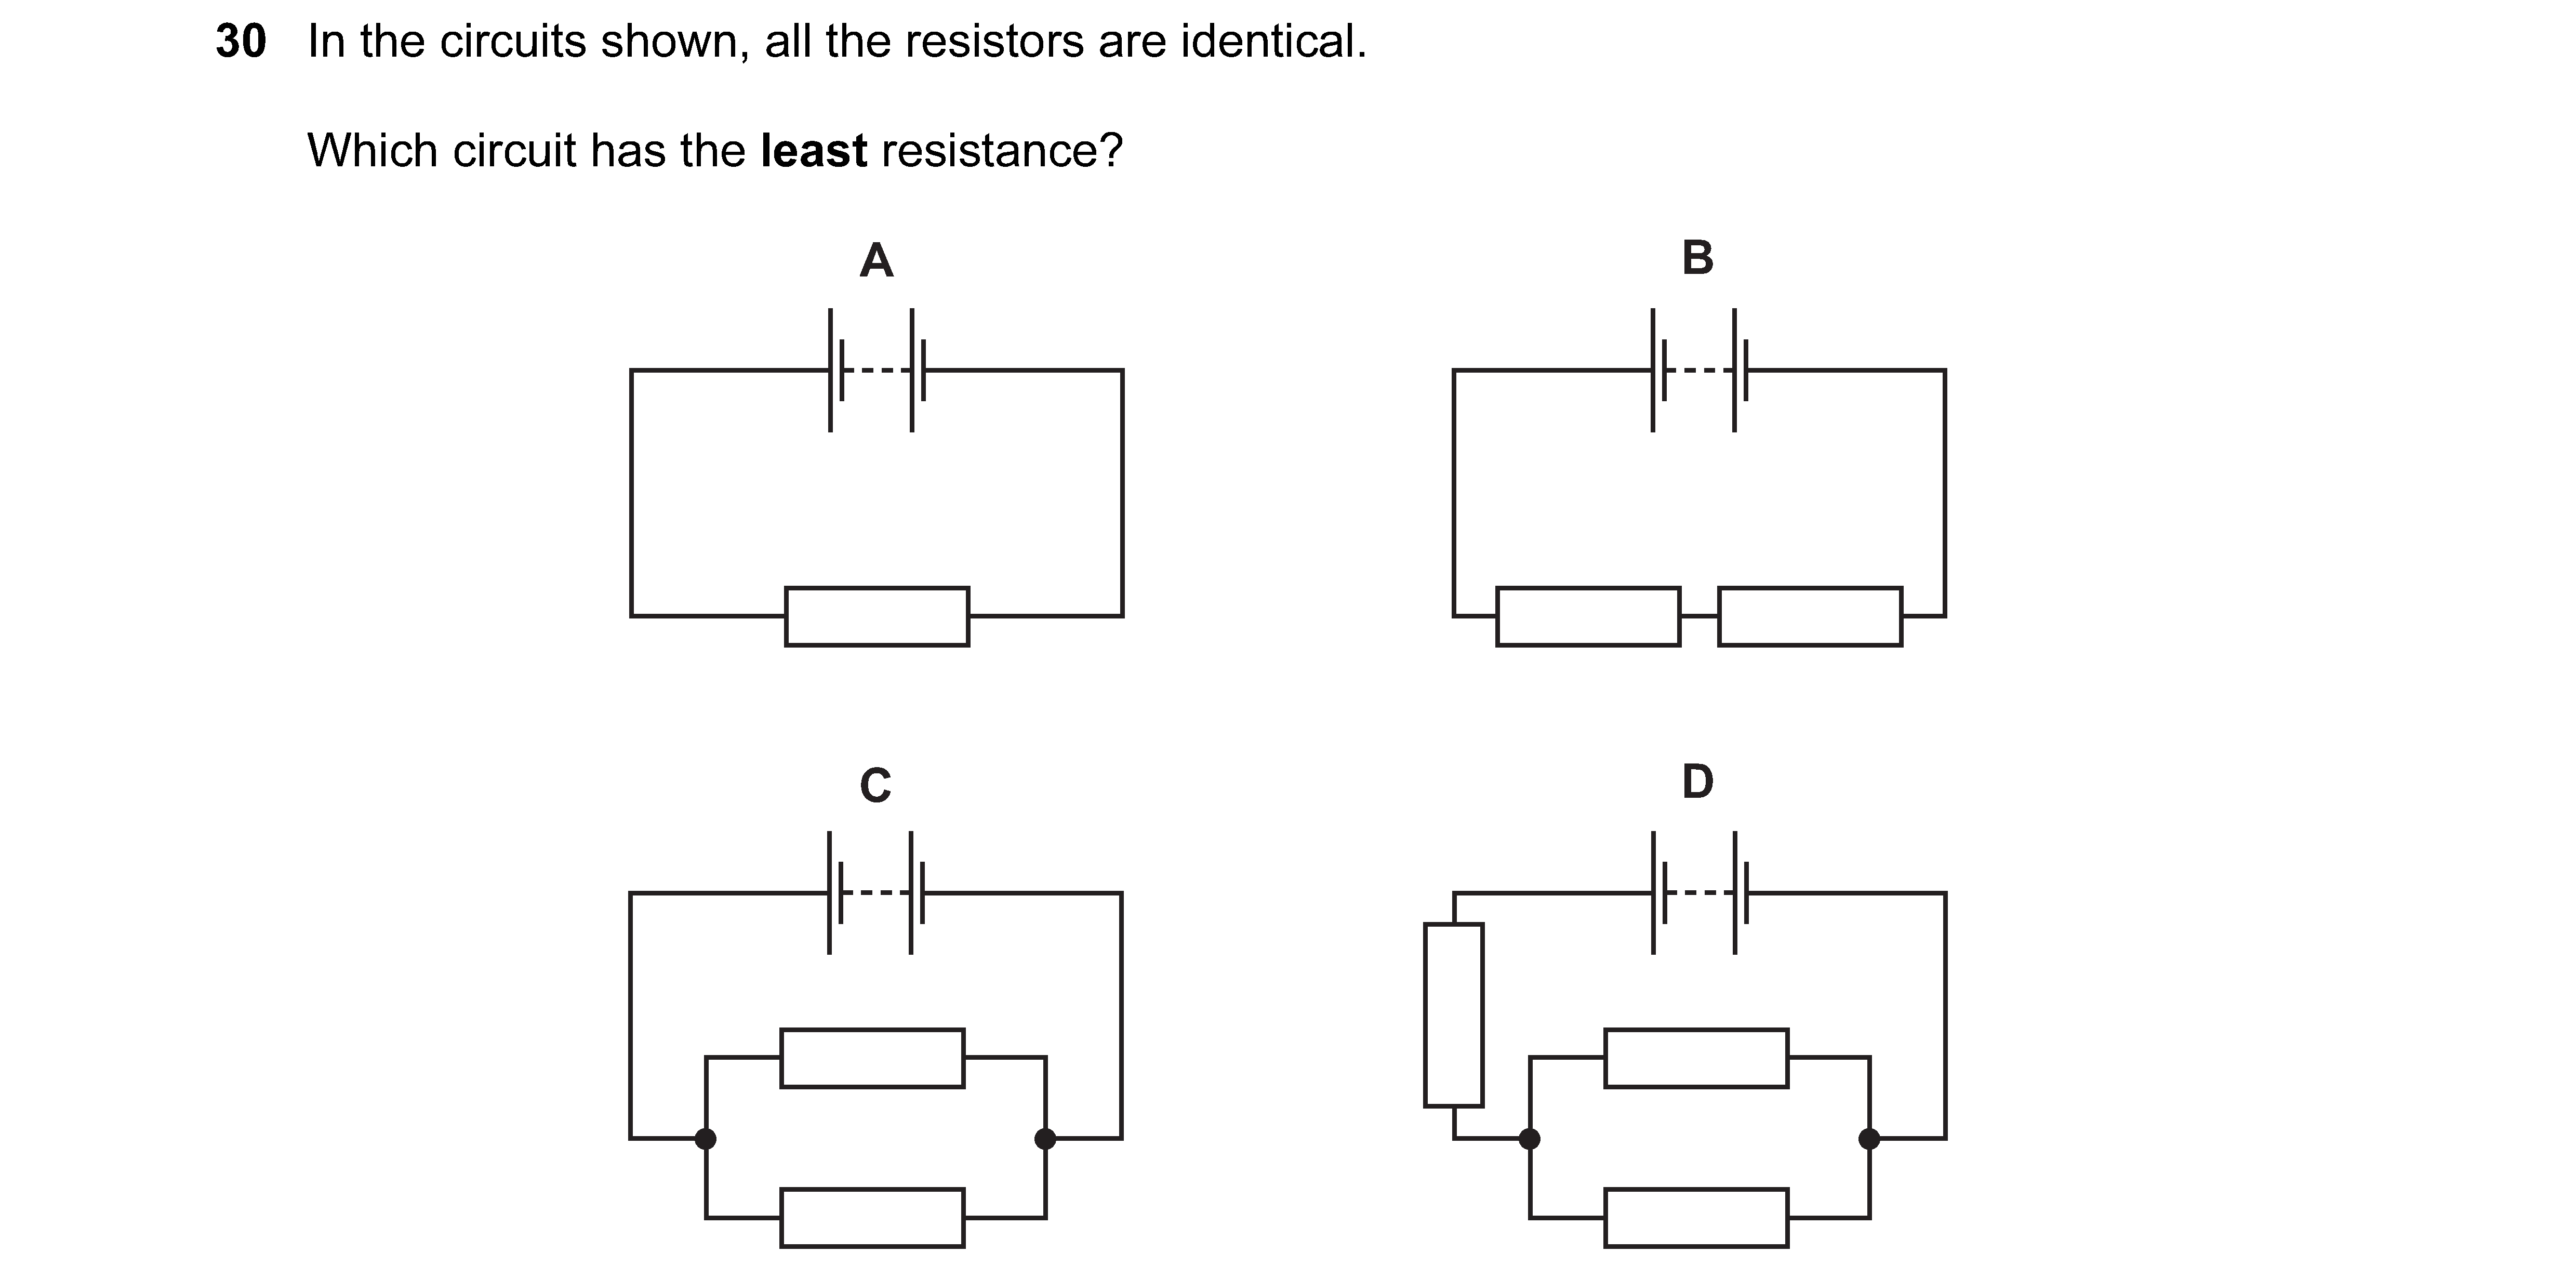 30 In the circuits shown, all the resistors are identical.
Which circuit has the least resistance?
A
B
C
D